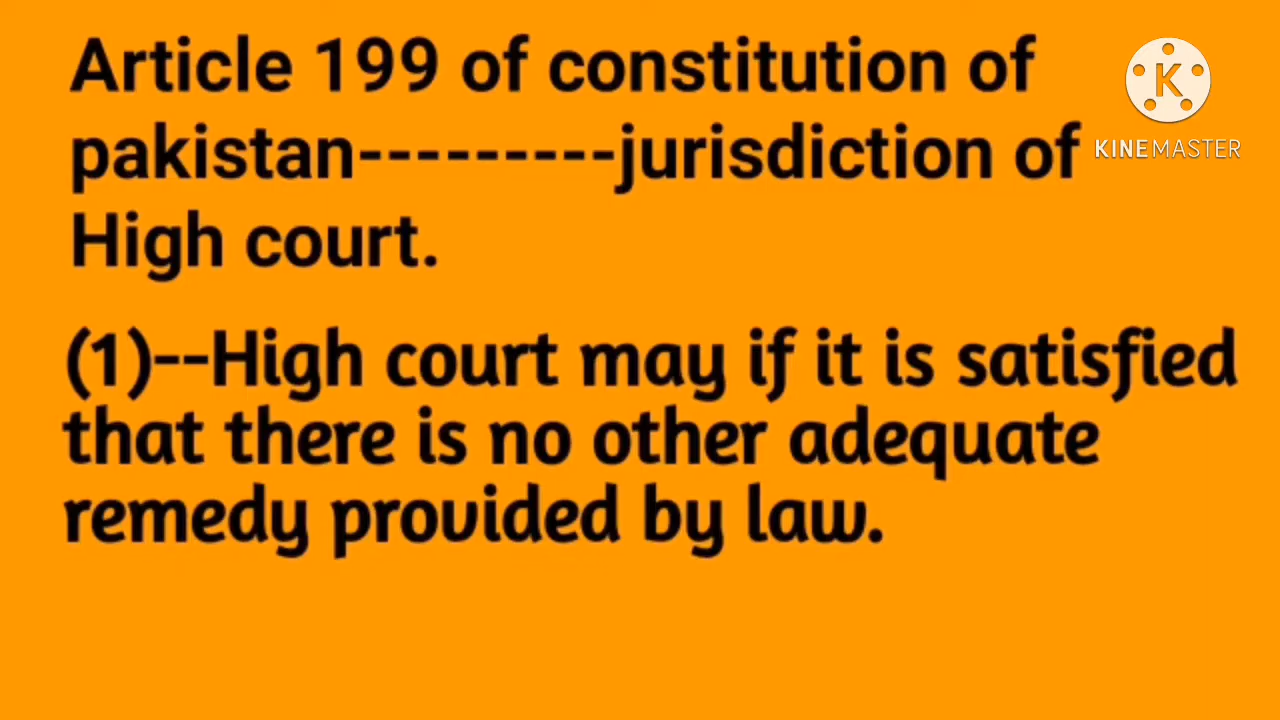 Article 199 of constitution of
pakistan---------jurisdiction of
High court.
K
KINEMASTER
(1)--High court may if it is satisfied
that there is no other adequate
remedy provided by law.